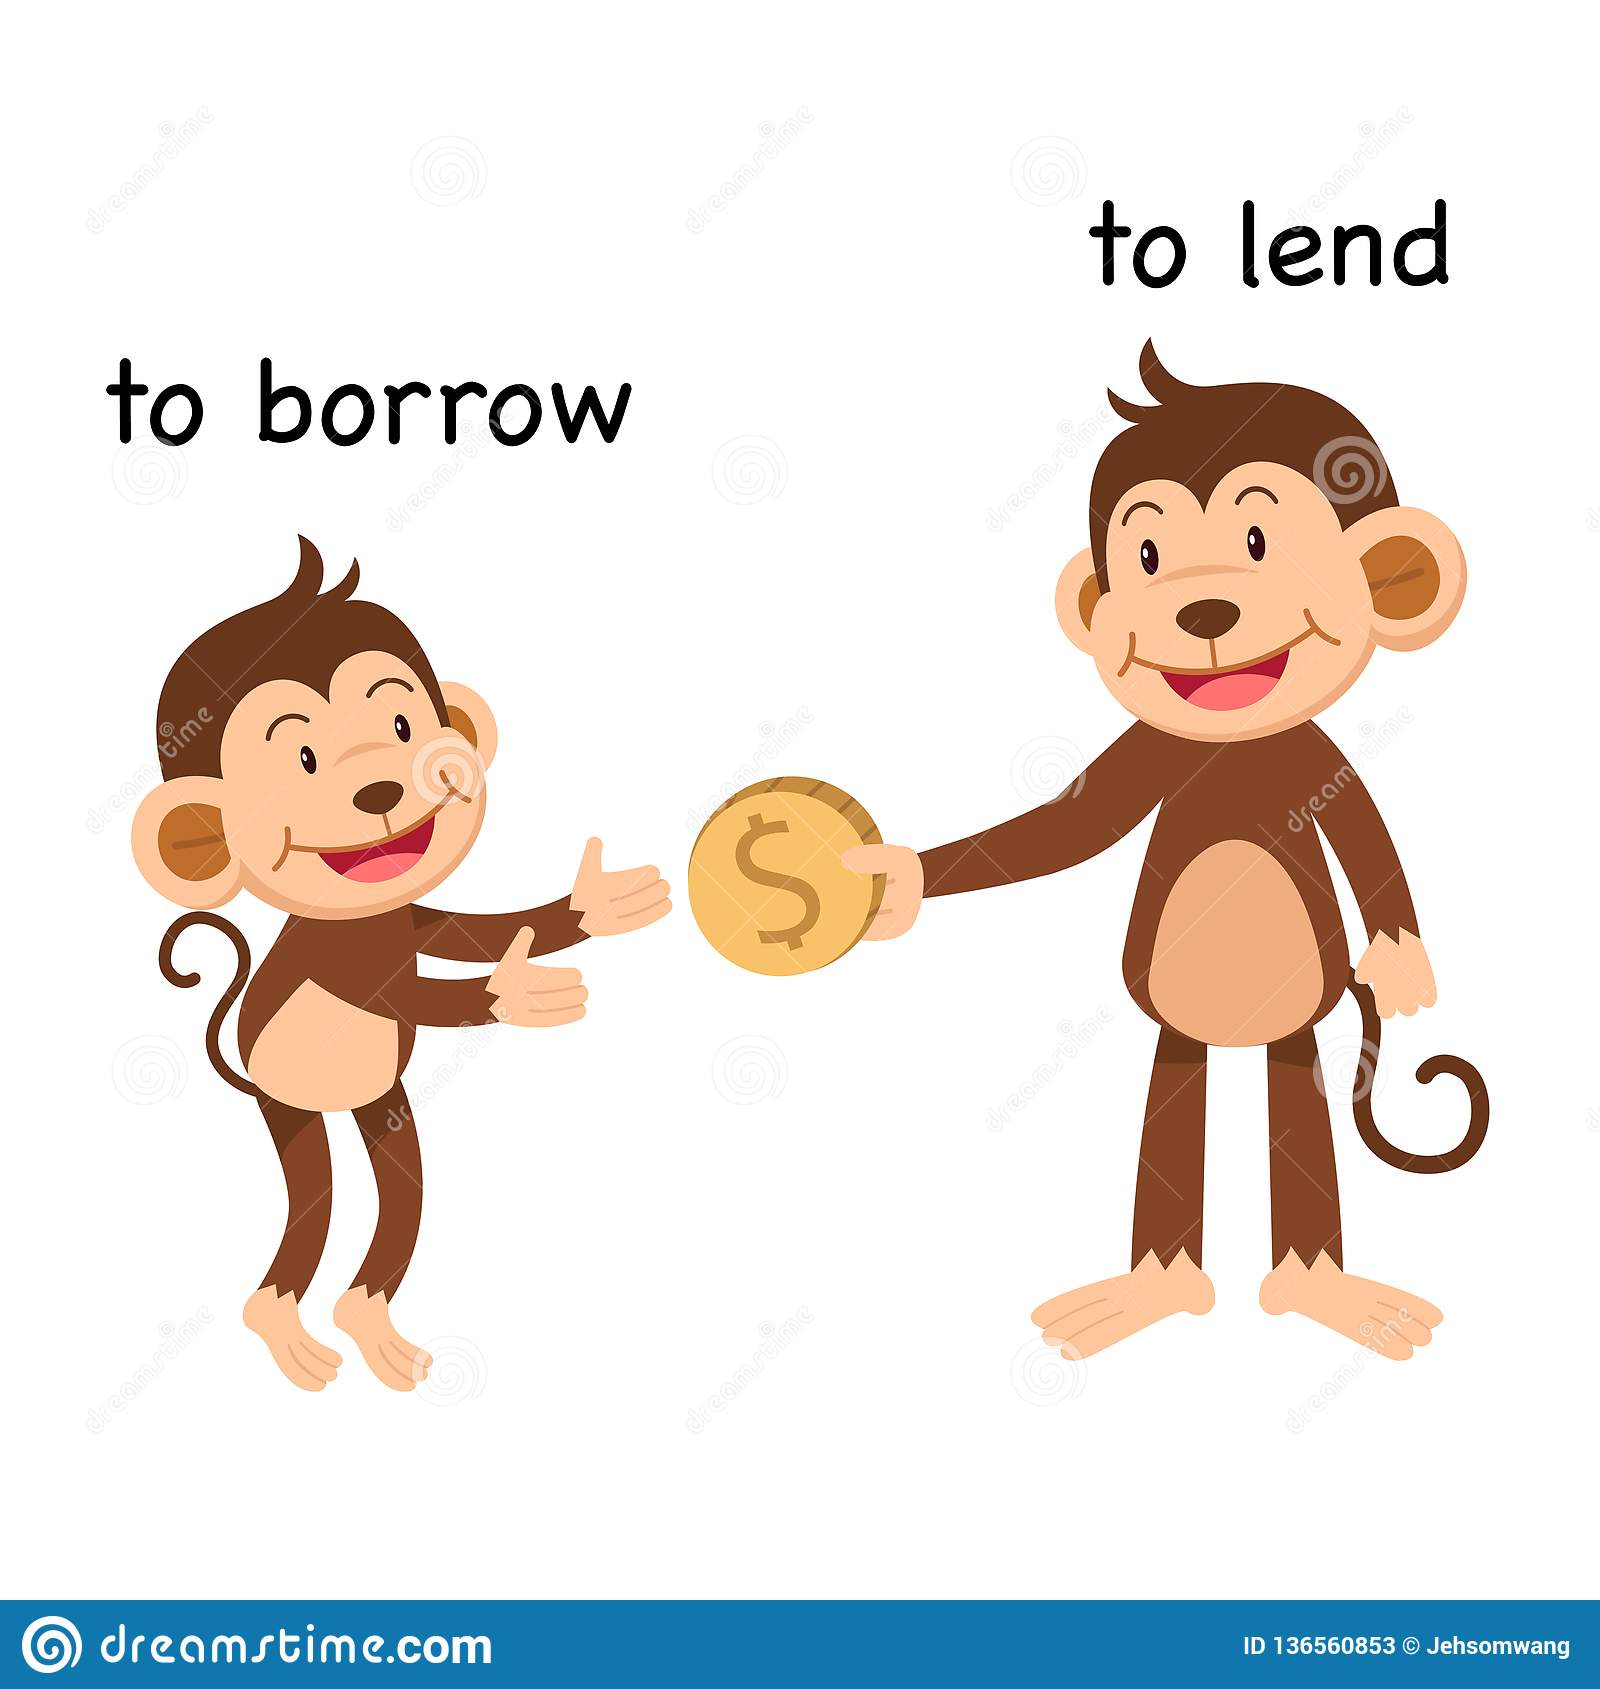 to lend
to borrow
dreamstime.com
ID 136560853 © Jehsomwang